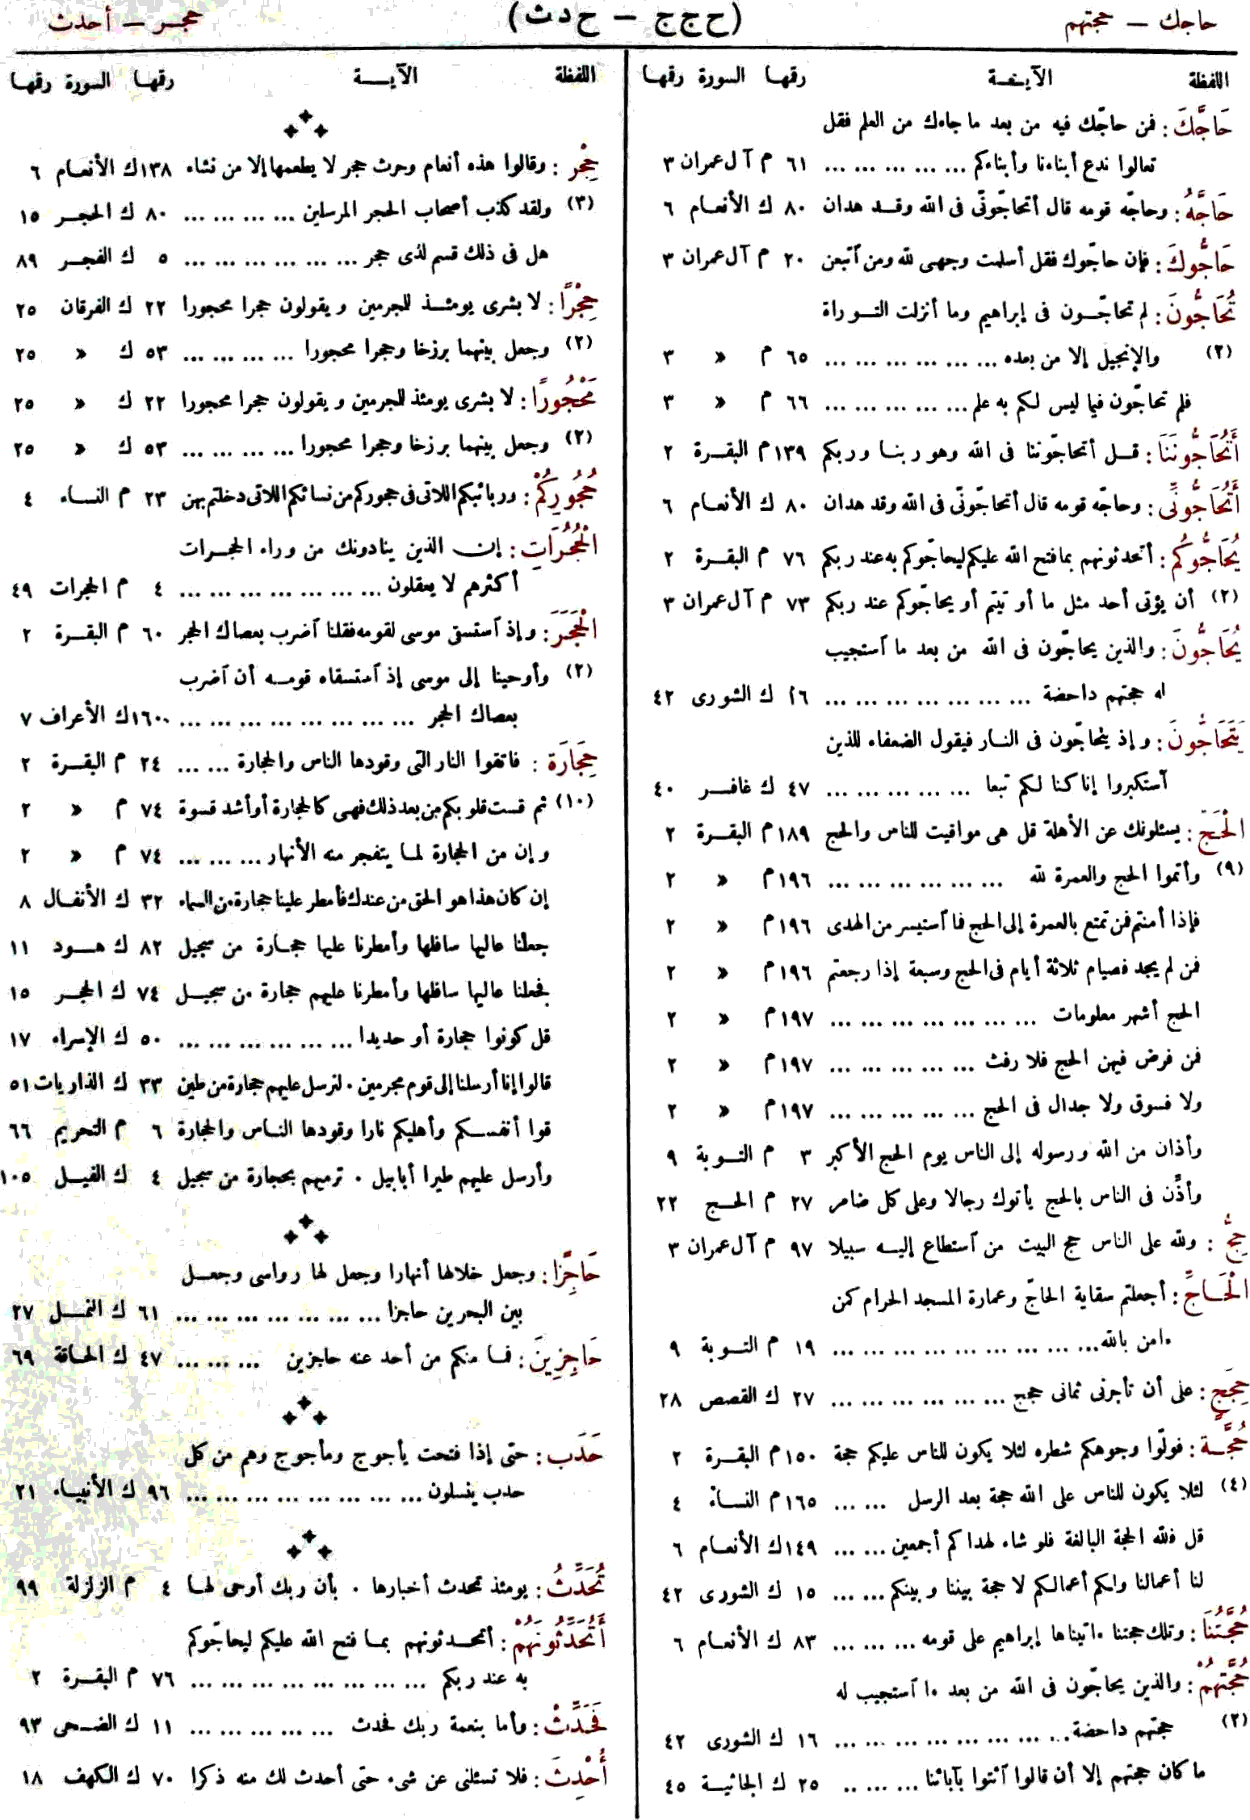 حاجك — حجتهم
(ح ج ج — ح د ث)
حجر — أحدث
اللفظة الآيـــة رقمها السورة رقمها
حَاجَّكَ : فمن حاجّك فيه من بعد ما جاءك من العلم فقل
تعالوا ندع أبناءنا وأبناءكم ... ... ... ... ... ٦١ م آل عمران ٣
حَاجَّهُ : وحاجّه قومه قال أتحاجّونّى فى الله وقد هدان ٨٠ ك الأنعام ٦
حَاجُّوكَ : فإن حاجّوك فقل أسلمت وجهى لله ومن ٱتبعن ٢٠ م آل عمران ٣
تُحَاجُّونَ : لم تحاجّون فى إبراهيم وما أنزلت التوراة
(٢) والإنجيل إلا من بعده ... ... ... ... ... ... ٦٥ م » ٣
فلم تحاجّون فيما ليس لكم به علم ... ... ... ... ... ٦٦ م » ٣
أَتُحَاجُّونَنَا : قل أتحاجّوننا فى الله وهو ربنا وربكم ١٣٩ م البقرة ٢
أَتُحَاجُّونِّى : وحاجّه قومه قال أتحاجّونّى فى الله وقد هدان ٨٠ ك الأنعام ٦
يُحَاجُّوكُم : أتحدثونهم بما فتح الله عليكم ليحاجّوكم به عند ربكم ٧٦ م البقرة ٢
(٢) أن يؤتى أحد مثل ما أوتيتم أو يحاجّوكم عند ربكم ٧٣ م آل عمران ٣
يُحَاجُّونَ : والذين يحاجّون فى الله من بعد ما ٱستجيب
له حجتهم داحضة ... ... ... ... ... ... ... ١٦ ك الشورى ٤٢
يَتَحَاجُّونَ : وإذ يتحاجّون فى النار فيقول الضعفاء للذين
ٱستكبروا إنا كنا لكم تبعا ... ... ... ... ... ٤٧ ك غافر ٤٠
الْحَجّ : يسئلونك عن الأهلة قل هى مواقيت للناس والحج ١٨٩ م البقرة ٢
(٩) وأتموا الحج والعمرة لله ... ... ... ... ... ... ١٩٦ م » ٢
فإذا أمنتم فمن تمتع بالعمرة إلى الحج فما ٱستيسر من الهدى ١٩٦ م » ٢
فمن لم يجد فصيام ثلاثة أيام فى الحج وسبعة إذا رجعتم ١٩٦ م » ٢
الحج أشهر معلومات ... ... ... ... ... ... ... ١٩٧ م » ٢
فمن فرض فيهن الحج فلا رفث ... ... ... ... ... ١٩٧ م » ٢
ولا فسوق ولا جدال فى الحج ... ... ... ... ... ١٩٧ م » ٢
وأذان من الله ورسوله إلى الناس يوم الحج الأكبر ٣ م التوبة ٩
وأذّن فى الناس بالحج يأتوك رجالا وعلى كل ضامر ٢٧ م الحج ٢٢
حِجُّ : ولله على الناس حج البيت من ٱستطاع إليه سبيلا ٩٧ م آل عمران ٣
الْحَاجِّ : أجعلتم سقاية الحاجّ وعمارة المسجد الحرام كمن
ءامن بالله ... ... ... ... ... ... ... ... ... ١٩ م التوبة ٩
حِجَجٍ : على أن تأجرنى ثمانى حجج ... ... ... ... ... ... ٢٧ ك القصص ٢٨
حُجَّـة : فولّوا وجوهكم شطره لئلا يكون للناس عليكم حجة ١٥٠ م البقرة ٢
(٤) لئلا يكون للناس على الله حجة بعد الرسل ... ... ١٦٥ م النساء ٤
قل فلله الحجة البالغة فلو شاء لهداكم أجمعين ... ... ١٤٩ ك الأنعام ٦
لنا أعمالنا ولكم أعمالكم لا حجة بيننا وبينكم ... ... ١٥ ك الشورى ٤٢
حُجَّتُنَا : وتلك حجتنا ءاتيناها إبراهيم على قومه ... ... ... ٨٣ ك الأنعام ٦
حُجَّتُهُمْ : والذين يحاجّون فى الله من بعد ما ٱستجيب له
(٢) حجتهم داحضة ... ... ... ... ... ... ... ... ١٦ ك الشورى ٤٢
ما كان حجتهم إلا أن قالوا ٱئتوا بآبائنا ... ... .. ٢٥ ك الجاثية ٤٥
اللفظة الآيـــة رقمها السورة رقمها
حِجْر : وقالوا هذه أنعام وحرث حجر لا يطعمها إلا من نشاء ١٣٨ ك الأنعام ٦
(٣) ولقد كذب أصحاب الحجر المرسلين ... ... ... ... ٨٠ ك الحجر ١٥
هل فى ذلك قسم لذى حجر ... ... ... ... ... ... ٥ ك الفجر ٨٩
حِجْرًا : لا بشرى يومئذ للمجرمين ويقولون حجرا محجورا ٢٢ ك الفرقان ٢٥
(٢) وجعل بينهما برزخا وحجرا محجورا ... ... ... ... ٥٣ ك » ٢٥
مَحْجُورًا : لا بشرى يومئذ للمجرمين ويقولون حجرا محجورا ٢٢ ك » ٢٥
(٢) وجعل بينهما برزخا وحجرا محجورا ... ... ... ... ٥٣ ك » ٢٥
حُجُورِكُمْ : وربائبكم اللاتى فى حجوركم من نسائكم اللاتى دخلتم بهن ٢٣ م النساء ٤
الْحُجُرَاتِ : إن الذين ينادونك من وراء الحجرات
أكثرهم لا يعقلون ... ... ... ... ... ... ... ٤ م الحجرات ٤٩
الْحَجَرَ : وإذ ٱستسقى موسى لقومه فقلنا ٱضرب بعصاك الحجر ٦٠ م البقرة ٢
(٢) وأوحينا إلى موسى إذ ٱستسقاه قومه أن ٱضرب
بعصاك الحجر ... ... ... ... ... ... ... ... ١٦٠ ك الأعراف ٧
حِجَارَة : فاتقوا النار التى وقودها الناس والحجارة ... ... ٢٤ م البقرة ٢
(١٠) ثم قست قلوبكم من بعد ذلك فهى كالحجارة أو أشد قسوة ٧٤ م » ٢
وإن من الحجارة لما يتفجر منه الأنهار ... ... ... ٧٤ م » ٢
إن كان هذا هو الحق من عندك فأمطر علينا حجارة من السماء ٣٢ ك الأنفال ٨
جعلنا عاليها سافلها وأمطرنا عليها حجارة من سجيل ٨٢ ك هود ١١
فجعلنا عاليها سافلها وأمطرنا عليهم حجارة من سجيل ٧٤ ك الحجر ١٥
قل كونوا حجارة أو حديدا ... ... ... ... ... ... ٥٠ ك الإسراء ١٧
قالوا إنا أرسلنا إلى قوم مجرمين . لنرسل عليهم حجارة من طين ٣٣ ك الذاريات ٥١
قوا أنفسكم وأهليكم نارا وقودها الناس والحجارة ٦ م التحريم ٦٦
وأرسل عليهم طيرا أبابيل . ترميهم بحجارة من سجيل ٤ ك الفيل ١٠٥
حَاجِزًا : وجعل خلالها أنهارا وجعل لها رواسى وجعل
بين البحرين حاجزا ... ... ... ... ... ... ... ٦١ ك النمل ٢٧
حَاجِزِينَ : فما منكم من أحد عنه حاجزين ... ... ... ٤٧ ك الحاقة ٦٩
حَدَب : حتى إذا فتحت يأجوج ومأجوج وهم من كل
حدب ينسلون ... ... ... ... ... ... ... ... ٩٦ ك الأنبياء ٢١
تُحَدِّثُ : يومئذ تحدث أخبارها . بأن ربك أوحى لها ٤ م الزلزلة ٩٩
أَتُحَدِّثُونَهُمْ : أتحدثونهم بما فتح الله عليكم ليحاجّوكم
به عند ربكم ... ... ... ... ... ... ... ... ٧٦ م البقرة ٢
فَحَدِّثْ : وأما بنعمة ربك فحدث ... ... ... ... ... ١١ ك الضحى ٩٣
أُحْدِثَ : فلا تسئلنى عن شىء حتى أحدث لك منه ذكرا ٧٠ ك الكهف ١٨